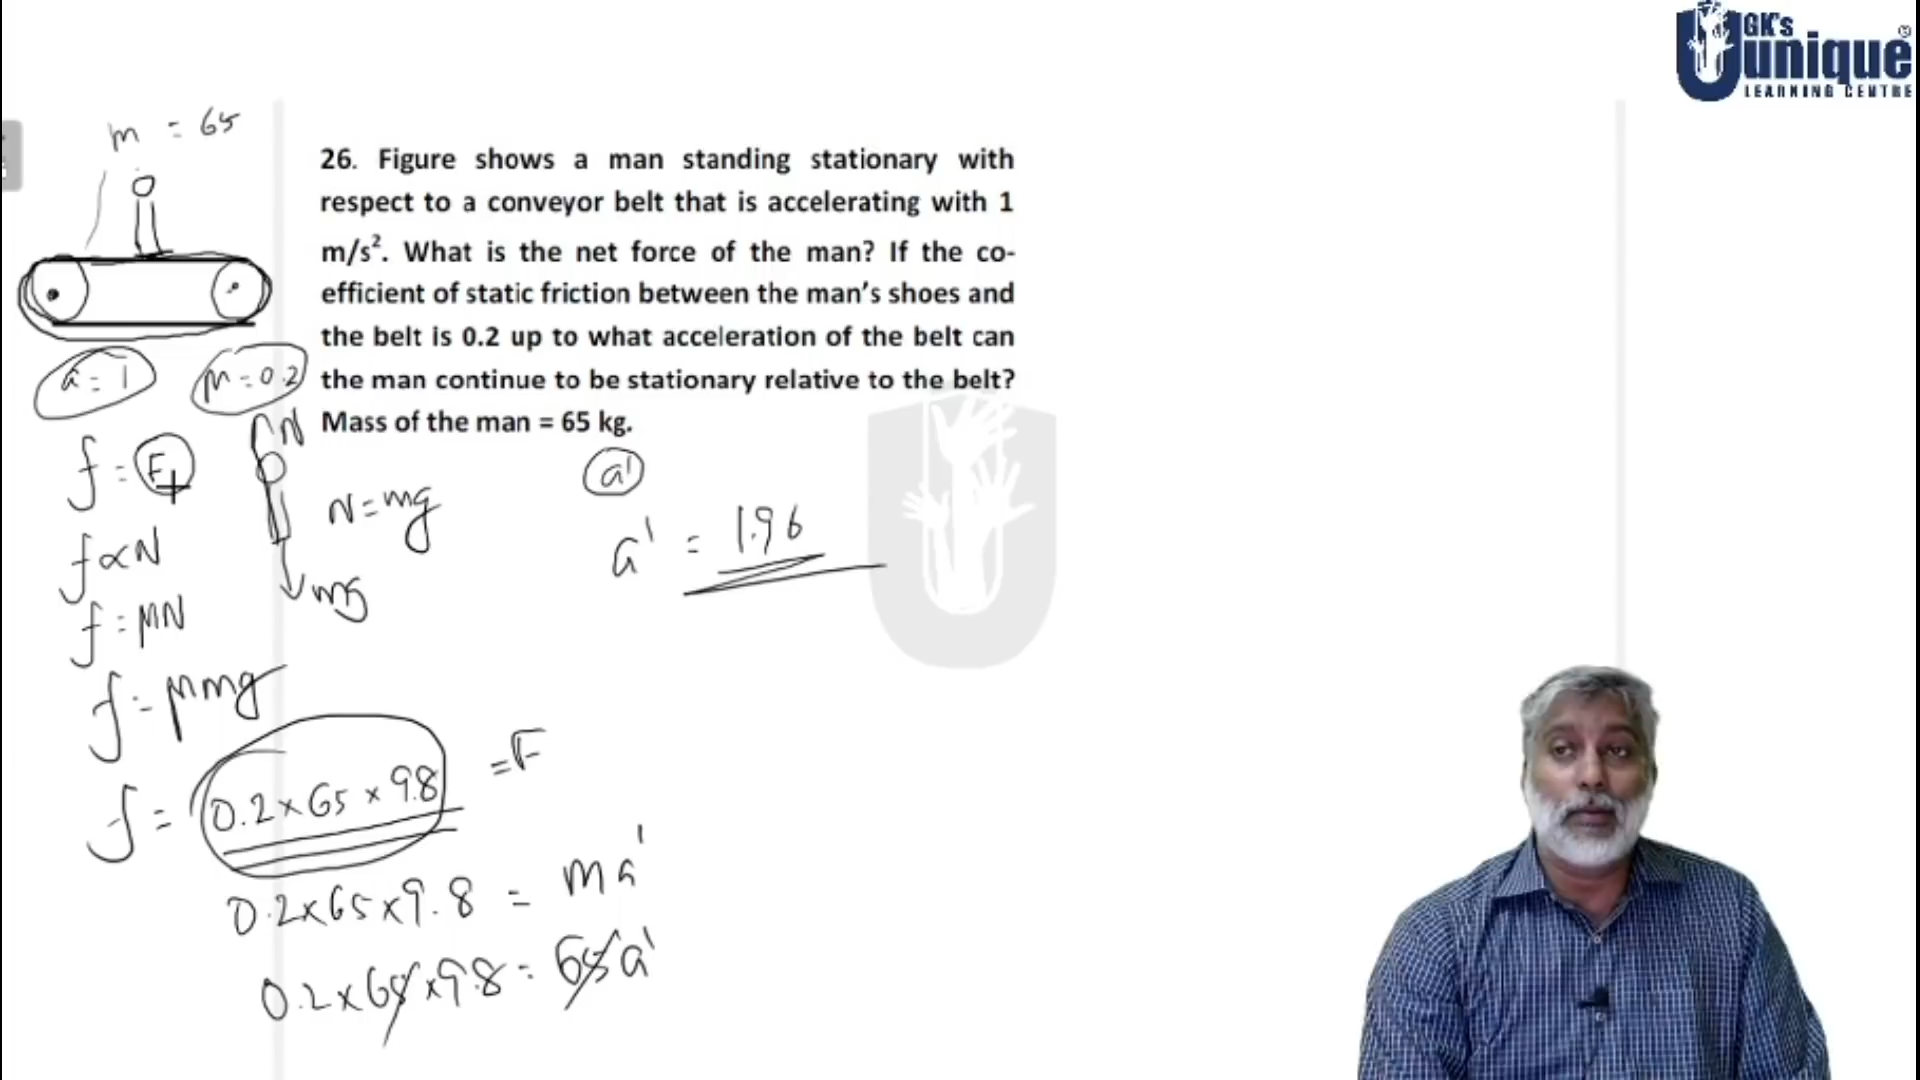 GK's
unique
LEARNING CENTRE
m = 65
26. Figure shows a man standing stationary with
respect to a conveyor belt that is accelerating with 1
m/s². What is the net force of the man? If the co-
efficient of static friction between the man's shoes and
the belt is 0.2 up to what acceleration of the belt can
the man continue to be stationary relative to the belt?
Mass of the man = 65 kg.
a = 1
μ = 0.2
N
f = F
f ∝ N
f = μN
f = μmg
N = mg
mg
a'
a' = 1.96
f = 0.2 × 65 × 9.8 = F
0.2 × 65 × 9.8 = ma'
0.2 × 65 × 9.8 = 65 a'